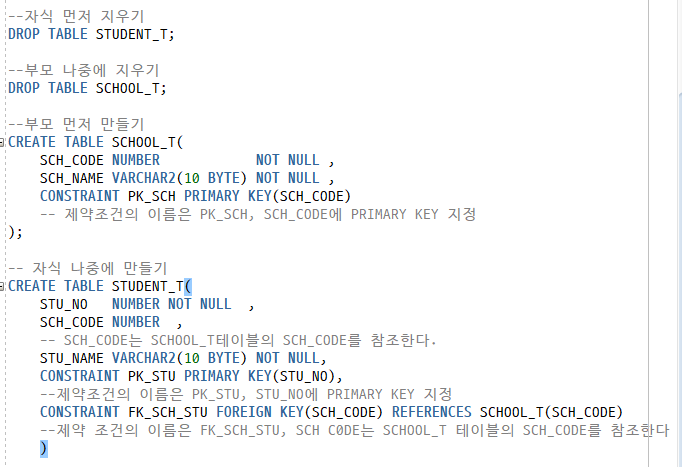 --자식 먼저 지우기
DROP TABLE STUDENT_T;
--부모 나중에 지우기
DROP TABLE SCHOOL_T;
--부모 먼저 만들기
CREATE TABLE SCHOOL_T(
SCH_CODE NUMBER NOT NULL ,
SCH_NAME VARCHAR2(10 BYTE) NOT NULL ,
CONSTRAINT PK_SCH PRIMARY KEY(SCH_CODE)
-- 제약조건의 이름은 PK_SCH, SCH_CODE에 PRIMARY KEY 지정
);
-- 자식 나중에 만들기
CREATE TABLE STUDENT_T(
STU_NO NUMBER NOT NULL ,
SCH_CODE NUMBER ,
-- SCH_CODE는 SCHOOL_T테이블의 SCH_CODE를 참조한다.
STU_NAME VARCHAR2(10 BYTE) NOT NULL,
CONSTRAINT PK_STU PRIMARY KEY(STU_NO),
--제약조건의 이름은 PK_STU, STU_NO에 PRIMARY KEY 지정
CONSTRAINT FK_SCH_STU FOREIGN KEY(SCH_CODE) REFERENCES SCHOOL_T(SCH_CODE)
--제약 조건의 이름은 FK_SCH_STU, SCH C0DE는 SCHOOL_T 테이블의 SCH_CODE를 참조한다
)